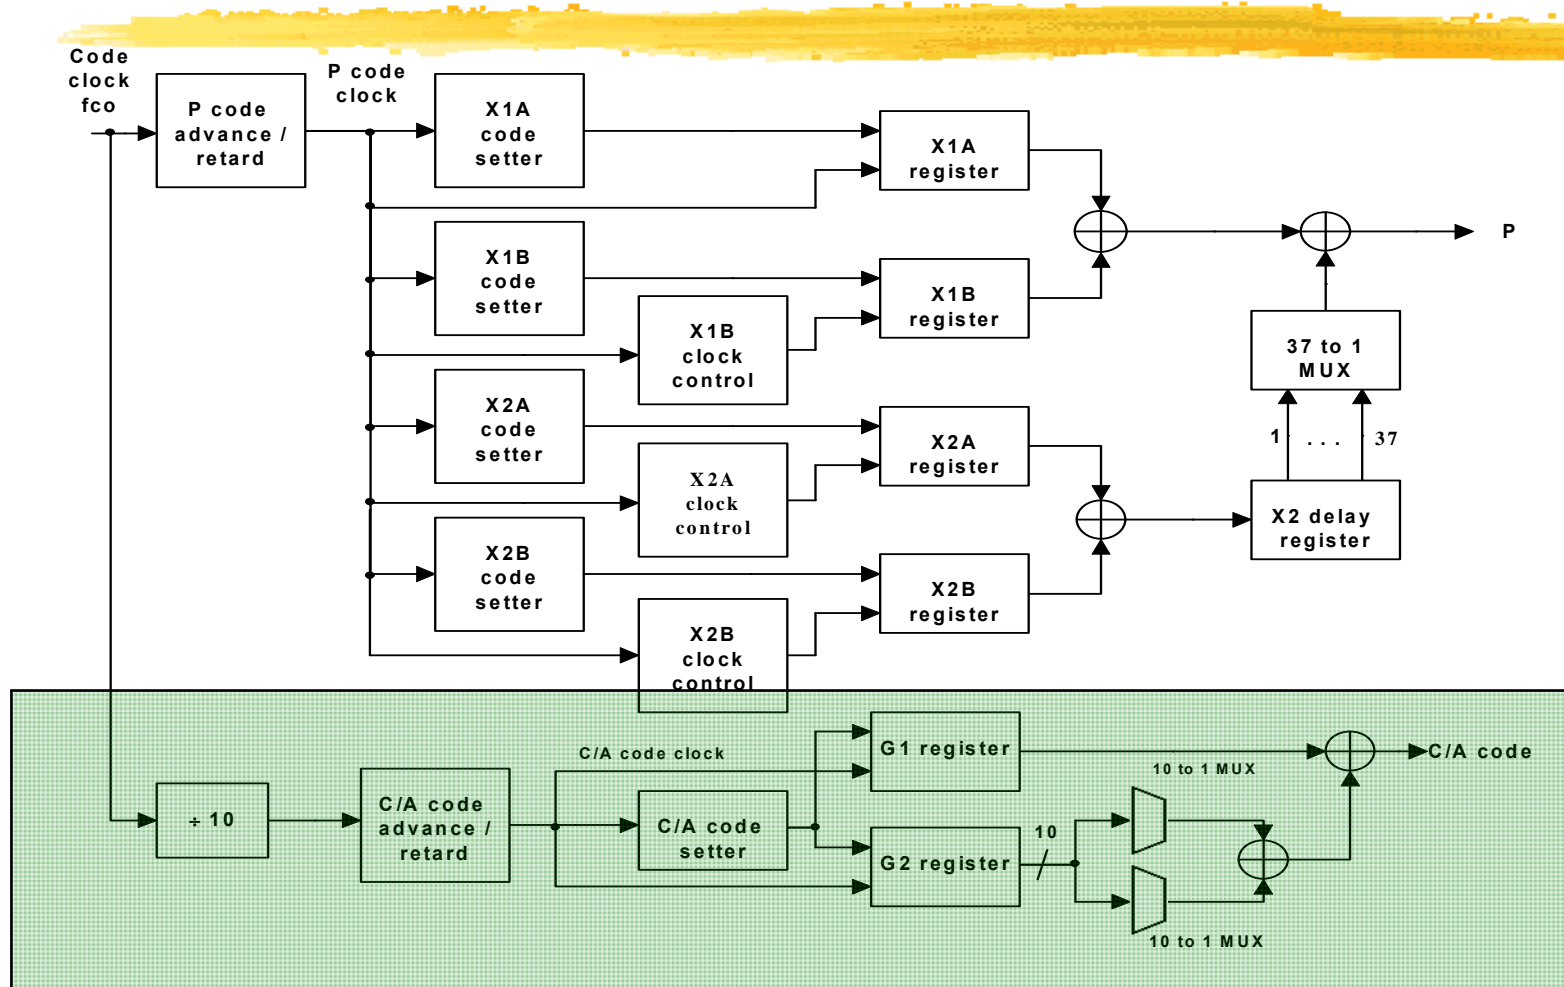 Code
clock
fco
P code
clock
P code
advance /
retard
X1A
code
setter
X1A
register
X1B
code
setter
X1B
register
X1B
clock
control
P
37 to 1
MUX
1 . . . 37
X2A
code
setter
X2A
register
X2A
clock
control
X2 delay
register
X2B
code
setter
X2B
register
X2B
clock
control
C/A code clock
G1 register
10 to 1 MUX
C/A code
÷ 10
C/A code
advance /
retard
C/A code
setter
G2 register
10
10 to 1 MUX